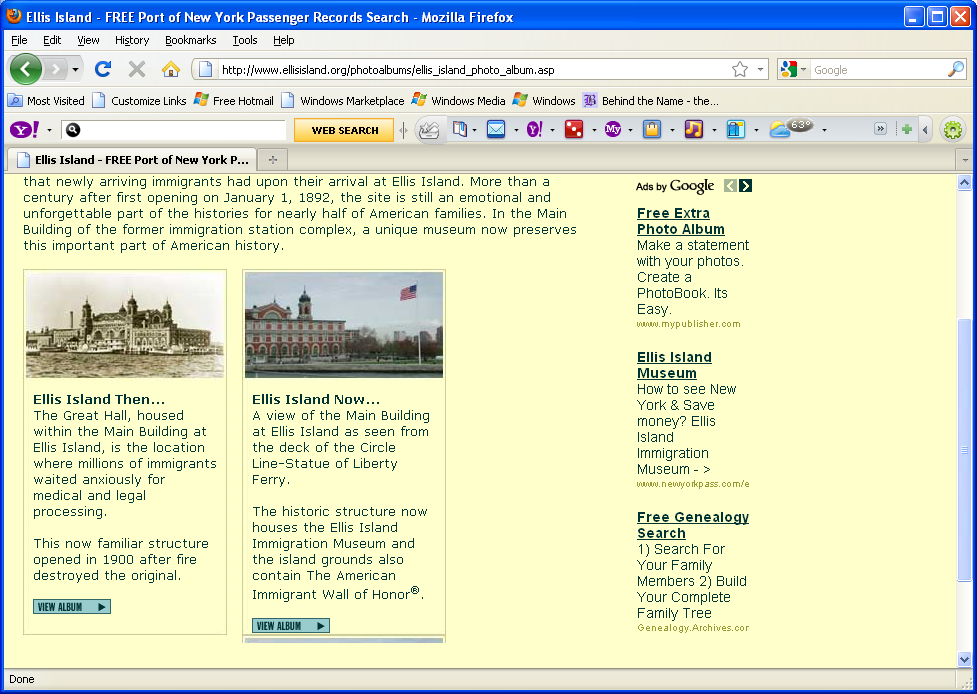 Ellis Island - FREE Port of New York Passenger Records Search - Mozilla Firefox
File Edit View History Bookmarks Tools Help
http://www.ellisisland.org/photoalbums/ellis_island_photo_album.asp
Google
Most Visited Customize Links Free Hotmail Windows Marketplace Windows Media Windows Behind the Name - the...
Y! WEB SEARCH Y! My 63°
Ellis Island - FREE Port of New York P...
that newly arriving immigrants had upon their arrival at Ellis Island. More than a
century after first opening on January 1, 1892, the site is still an emotional and
unforgettable part of the histories for nearly half of American families. In the Main
Building of the former immigration station complex, a unique museum now preserves
this important part of American history.
Ellis Island Then...
The Great Hall, housed
within the Main Building at
Ellis Island, is the location
where millions of immigrants
waited anxiously for
medical and legal
processing.
This now familiar structure
opened in 1900 after fire
destroyed the original.
VIEW ALBUM
Ellis Island Now...
A view of the Main Building
at Ellis Island as seen from
the deck of the Circle
Line-Statue of Liberty
Ferry.
The historic structure now
houses the Ellis Island
Immigration Museum and
the island grounds also
contain The American
Immigrant Wall of Honor®.
VIEW ALBUM
Ads by Google
Free Extra
Photo Album
Make a statement
with your photos.
Create a
PhotoBook. Its
Easy.
www.mypublisher.com
Ellis Island
Museum
How to see New
York & Save
money? Ellis
Island
Immigration
Museum - >
www.newyorkpass.com/e
Free Genealogy
Search
1) Search For
Your Family
Members 2) Build
Your Complete
Family Tree
Genealogy.Archives.cor
Done